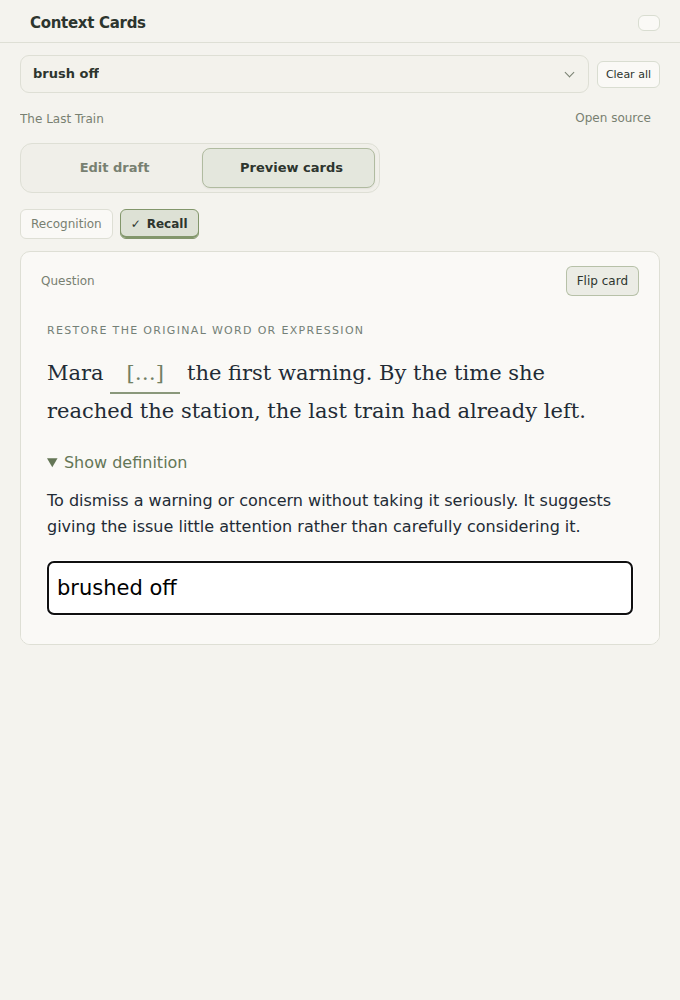 Context Cards
brush off
Clear all
The Last Train
Open source
Edit draft
Preview cards
Recognition
✓ Recall
Question
Flip card
RESTORE THE ORIGINAL WORD OR EXPRESSION
Mara [...] the first warning. By the time she
reached the station, the last train had already left.
▼ Show definition
To dismiss a warning or concern without taking it seriously. It suggests
giving the issue little attention rather than carefully considering it.
brushed off